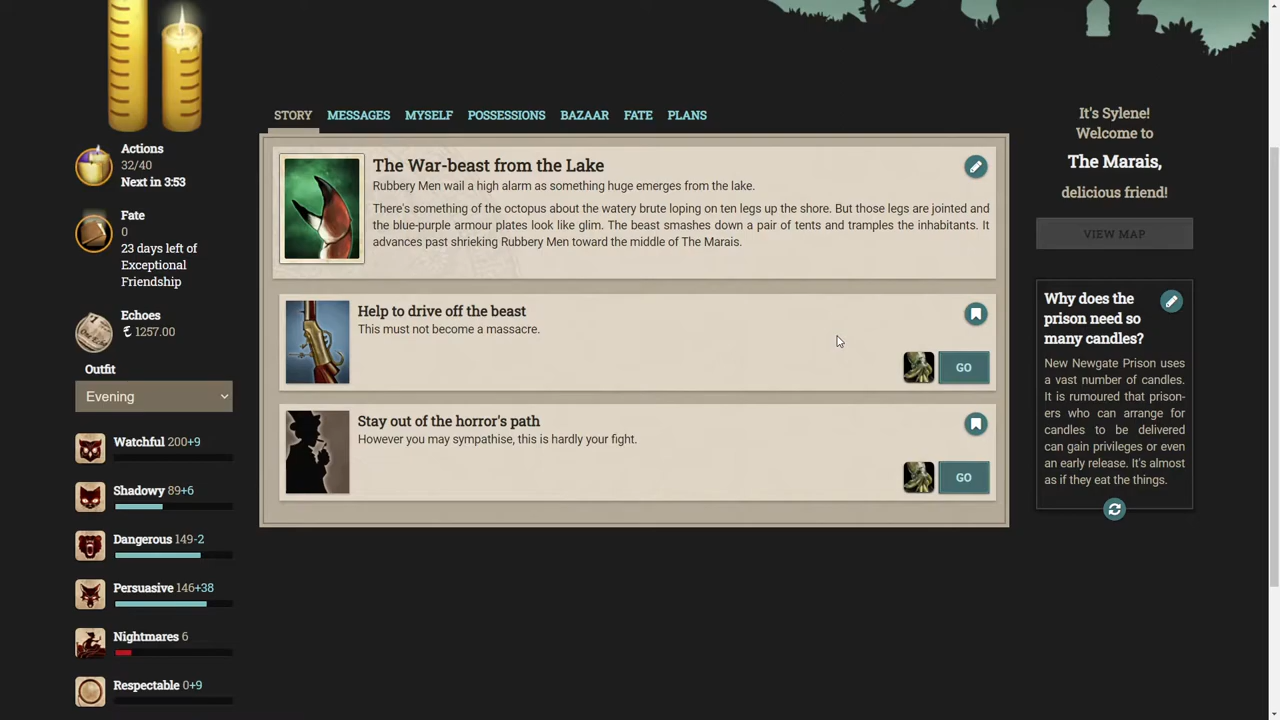 STORY MESSAGES MYSELF POSSESSIONS BAZAAR FATE PLANS
Actions
32/40
Next in 3:53
Fate
0
23 days left of
Exceptional
Friendship
Echoes
1257.00
Outfit
Evening
Watchful 200+9
Shadowy 89+6
Dangerous 149-2
Persuasive 146+38
Nightmares 6
Respectable 0+9
The War-beast from the Lake
Rubbery Men wail a high alarm as something huge emerges from the lake.
There's something of the octopus about the watery brute loping on ten legs up the shore. But those legs are jointed and
the blue-purple armour plates look like glim. The beast smashes down a pair of tents and tramples the inhabitants. It
advances past shrieking Rubbery Men toward the middle of The Marais.
Help to drive off the beast
This must not become a massacre.
GO
Stay out of the horror's path
However you may sympathise, this is hardly your fight.
GO
It's Sylene!
Welcome to
The Marais,
delicious friend!
VIEW MAP
Why does the
prison need so
many candles?
New Newgate Prison uses
a vast number of candles.
It is rumoured that prison-
ers who can arrange for
candles to be delivered
can gain privileges or even
an early release. It's almost
as if they eat the things.